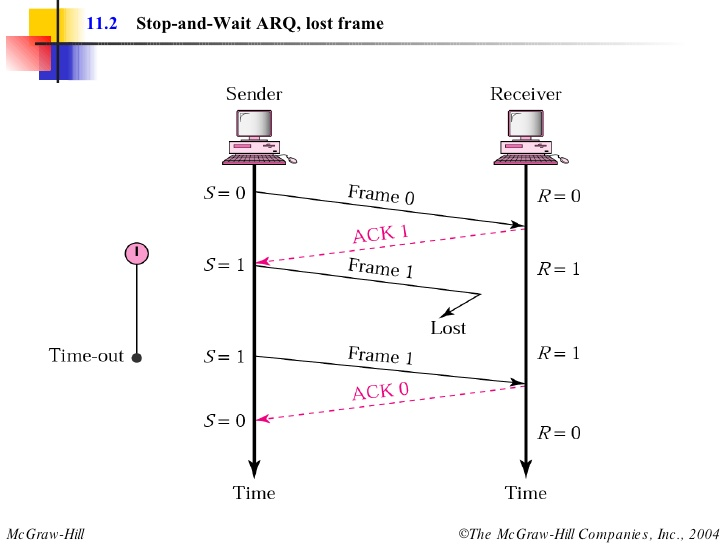 11.2 Stop-and-Wait ARQ, lost frame
Sender Receiver
S = 0 Frame 0 R = 0
ACK 1
S = 1 Frame 1 R = 1
Lost
Time-out S = 1 Frame 1 R = 1
ACK 0
S = 0 R = 0
Time Time
McGraw-Hill ©The McGraw-Hill Companies, Inc., 2004